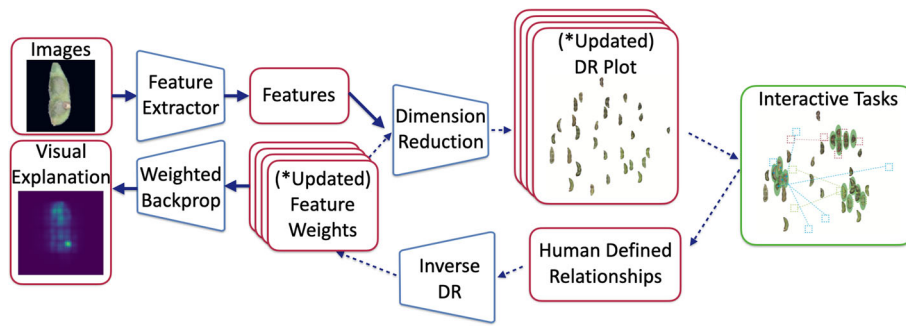 Images
Feature
Extractor
Features
Dimension
Reduction
(*Updated)
DR Plot
Interactive Tasks
Visual
Explanation
Weighted
Backprop
(*Updated)
Feature
Weights
Inverse
DR
Human Defined
Relationships